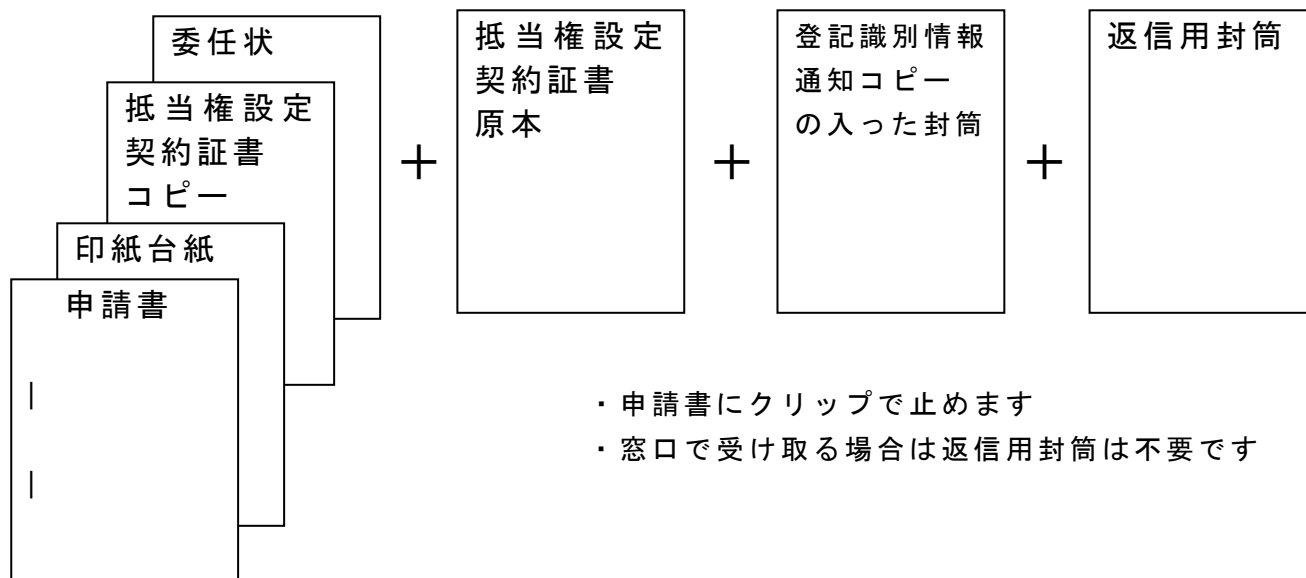 委任状
抵当権設定
契約証書
コピー
印紙台紙
申請書
+
抵当権設定
契約証書
原本
+
登記識別情報
通知コピー
の入った封筒
+
返信用封筒
・申請書にクリップで止めます
・窓口で受け取る場合は返信用封筒は不要です